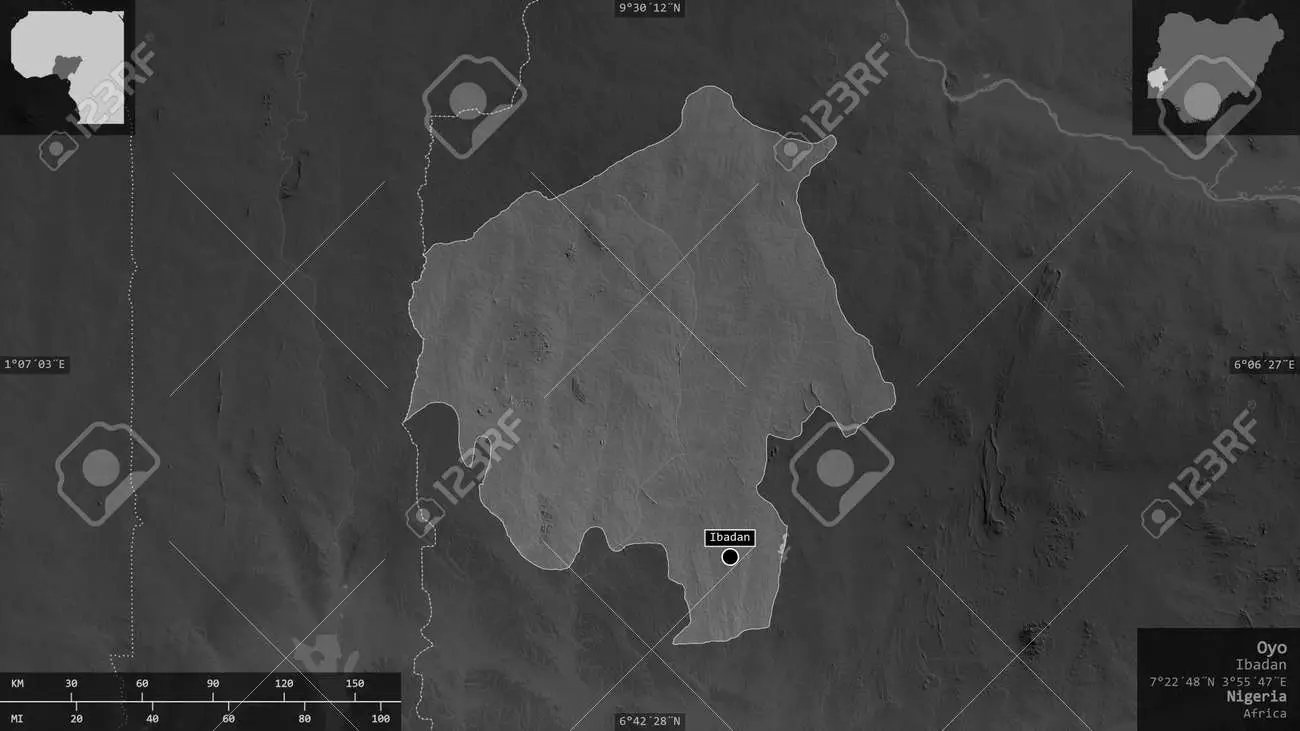 9°30´12¨N
123RF
123RF
1°07´03¨E
6°06´27¨E
123RF
123RF
Ibadan
Oyo
Ibadan
7°22´48¨N 3°55´47¨E
Nigeria
Africa
KM 30 60 90 120 150
MI 20 40 60 80 100
6°42´28¨N